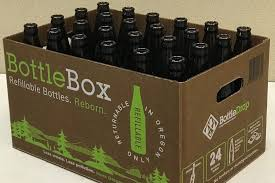 BottleBox
Refillable Bottles. Reborn.
RETURNABLE IN OREGON ONLY
REFILLABLE
BottleDrop
24